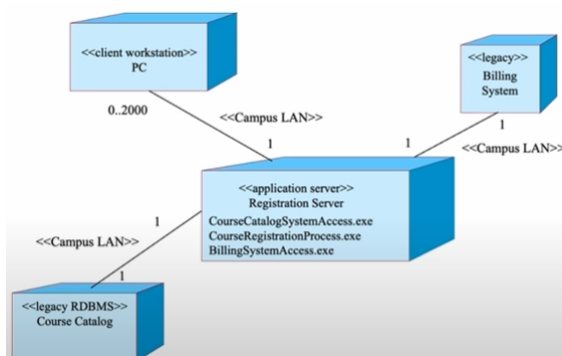 <<client workstation>>
PC
0..2000
<<Campus LAN>>
1
<<legacy>>
Billing
System
1
1
<<Campus LAN>>
<<application server>>
Registration Server
CourseCatalogSystemAccess.exe
CourseRegistrationProcess.exe
BillingSystemAccess.exe
1
<<Campus LAN>>
1
<<legacy RDBMS>>
Course Catalog